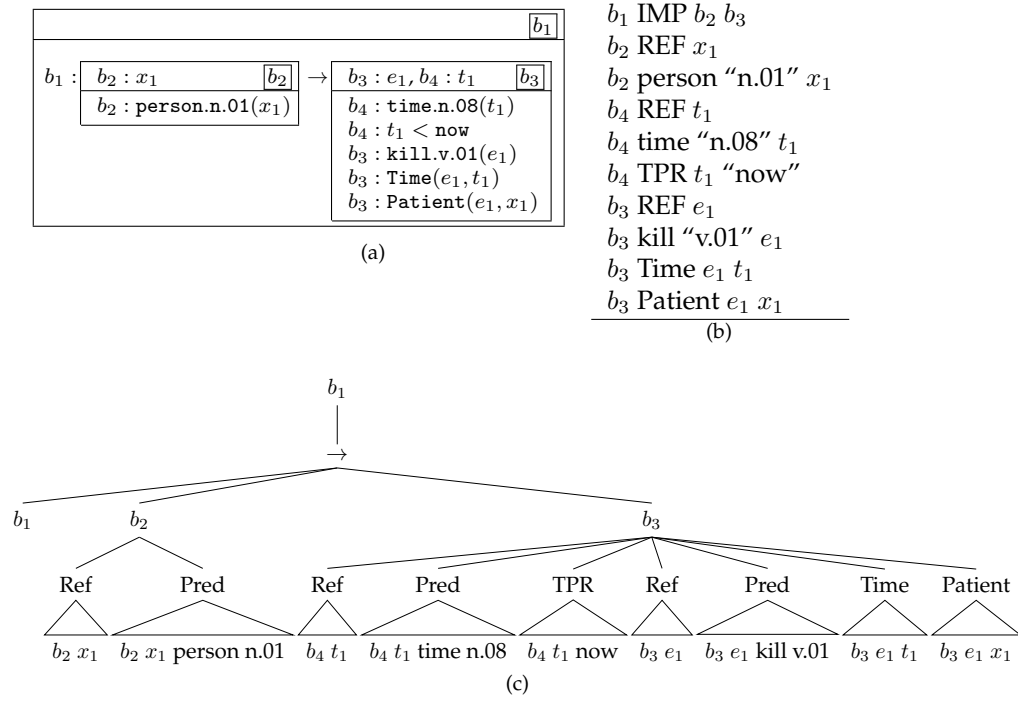 b₁
b₁ : b₂ : x₁ b₂ → b₃ : e₁, b₄ : t₁ b₃
b₂ : person.n.01(x₁) b₄ : time.n.08(t₁)
b₄ : t₁ < now
b₃ : kill.v.01(e₁)
b₃ : Time(e₁, t₁)
b₃ : Patient(e₁, x₁)
(a)
b₁ IMP b₂ b₃
b₂ REF x₁
b₂ person “n.01” x₁
b₄ REF t₁
b₄ time “n.08” t₁
b₄ TPR t₁ “now”
b₃ REF e₁
b₃ kill “v.01” e₁
b₃ Time e₁ t₁
b₃ Patient e₁ x₁
(b)
b₁
→
b₁ b₂ b₃
Ref Pred Ref Pred TPR Ref Pred Time Patient
b₂ x₁ b₂ x₁ person n.01 b₄ t₁ b₄ t₁ time n.08 b₄ t₁ now b₃ e₁ b₃ e₁ kill v.01 b₃ e₁ t₁ b₃ e₁ x₁
(c)